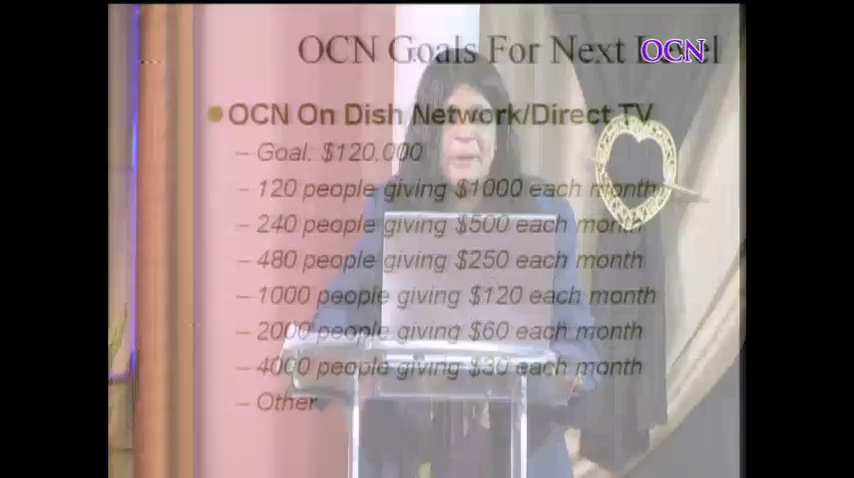 OCN Goals For Next Level
OCN
OCN On Dish Network/Direct TV
– Goal: $120,000
– 120 people giving $1000 each month
– 240 people giving $500 each month
– 480 people giving $250 each month
– 1000 people giving $120 each month
– 2000 people giving $60 each month
– 4000 people giving $30 each month
– Other